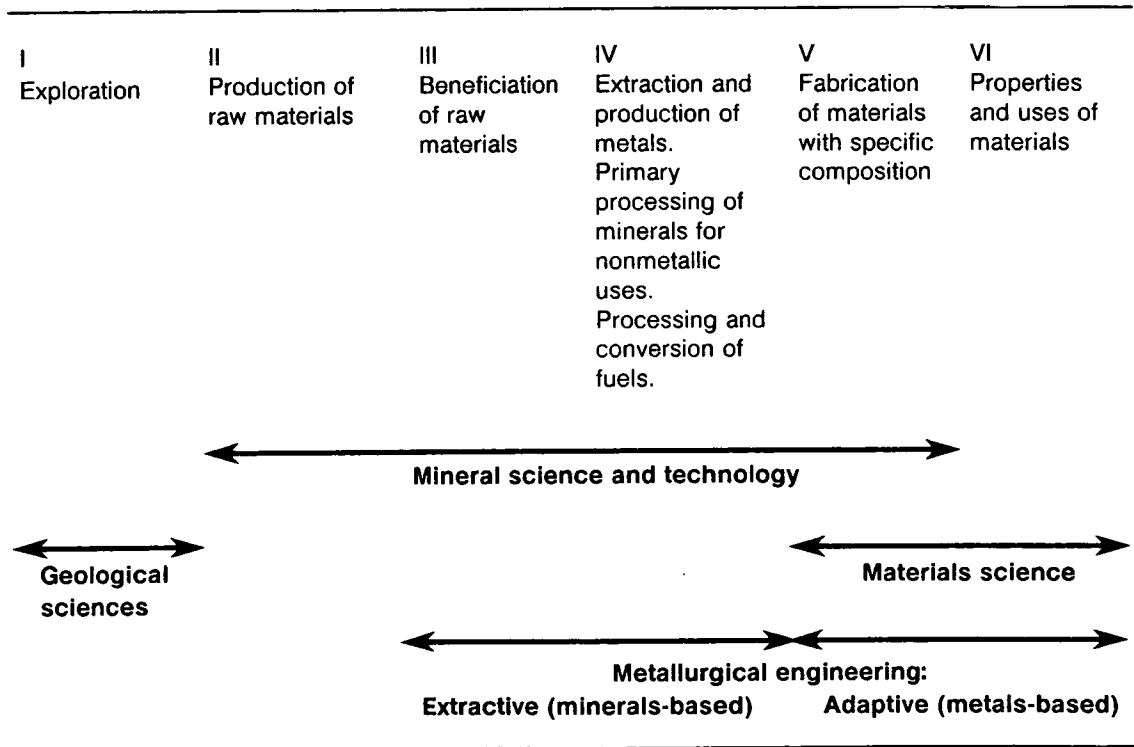 I
Exploration
II
Production of
raw materials
III
Beneficiation
of raw
materials
IV
Extraction and
production of
metals.
Primary
processing of
minerals for
nonmetallic
uses.
Processing and
conversion of
fuels.
V
Fabrication
of materials
with specific
composition
VI
Properties
and uses of
materials
Mineral science and technology
Geological
sciences
Materials science
Metallurgical engineering:
Extractive (minerals-based)
Adaptive (metals-based)